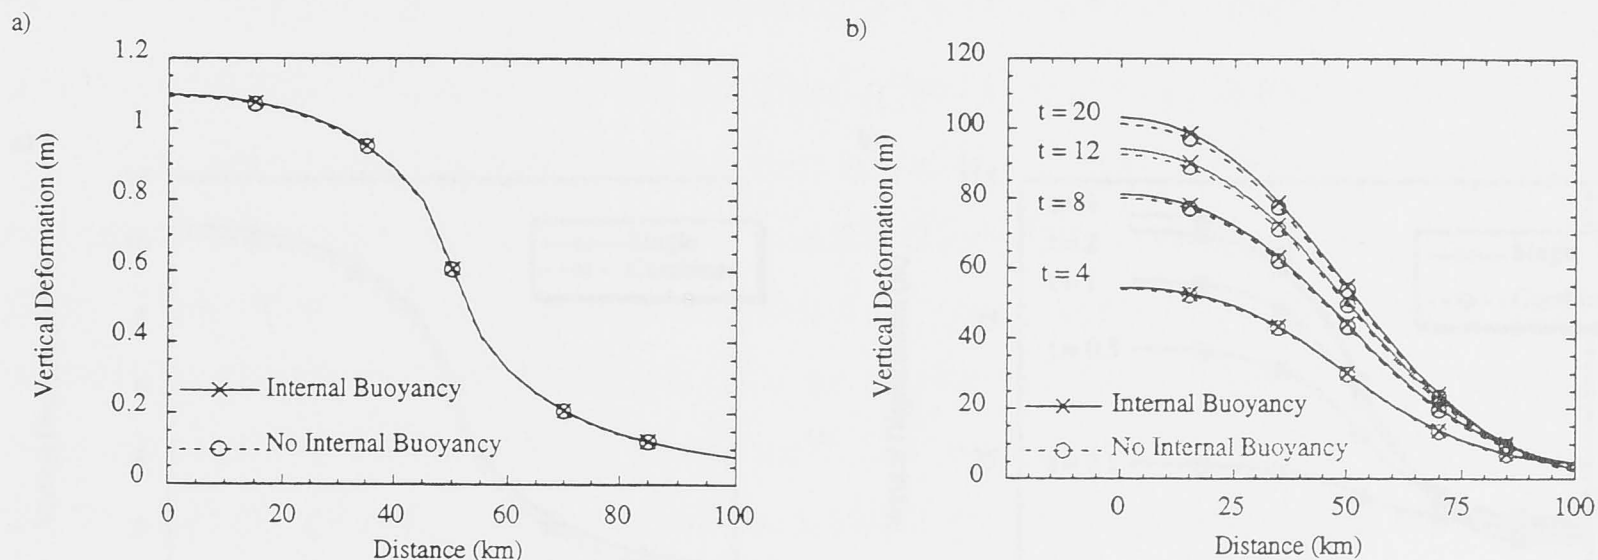 a)
1.2
1
0.8
0.6
0.4
0.2
0
Vertical Deformation (m)
Internal Buoyancy
No Internal Buoyancy
0 20 40 60 80 100
Distance (km)
b)
120
100
80
60
40
20
0
Vertical Deformation (m)
t = 20
t = 12
t = 8
t = 4
Internal Buoyancy
No Internal Buoyancy
0 25 50 75 100
Distance (km)